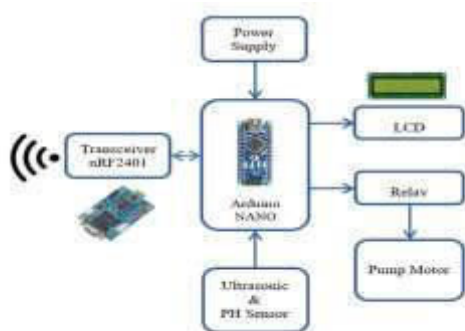 Power
Supply
Transceiver
nRF2401
Arduino
NANO
LCD
Relay
Pump Motor
Ultrasonic
&
PH Sensor